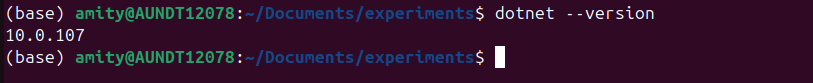 (base) amity@AUNDT12078:~/Documents/experiments$ dotnet --version
10.0.107
(base) amity@AUNDT12078:~/Documents/experiments$